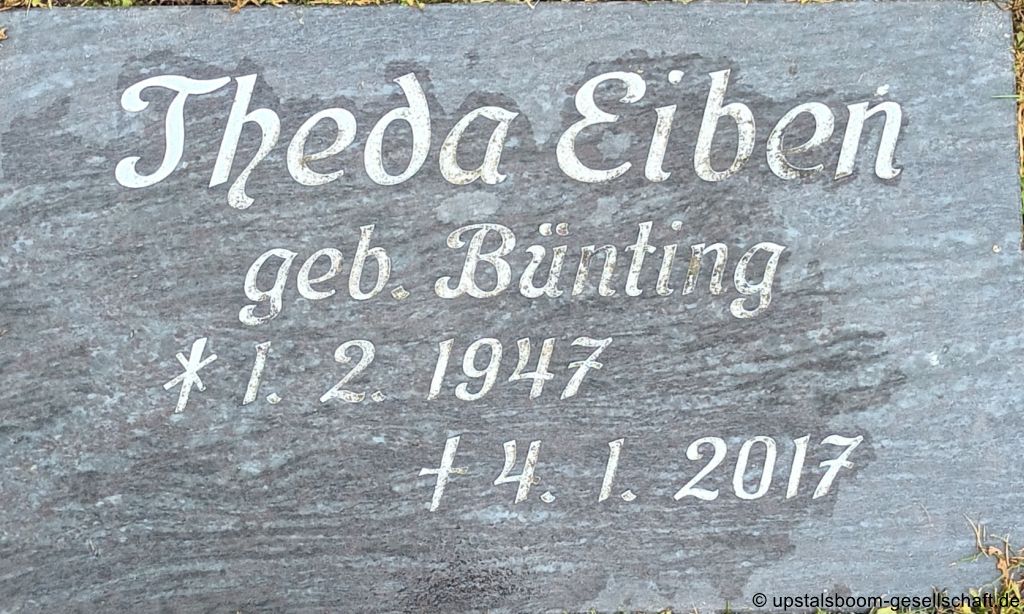 Theda Eiben
geb. Bünting
* 1. 2. 1947
† 4. 1. 2017
© upstalsboom-gesellschaft.de